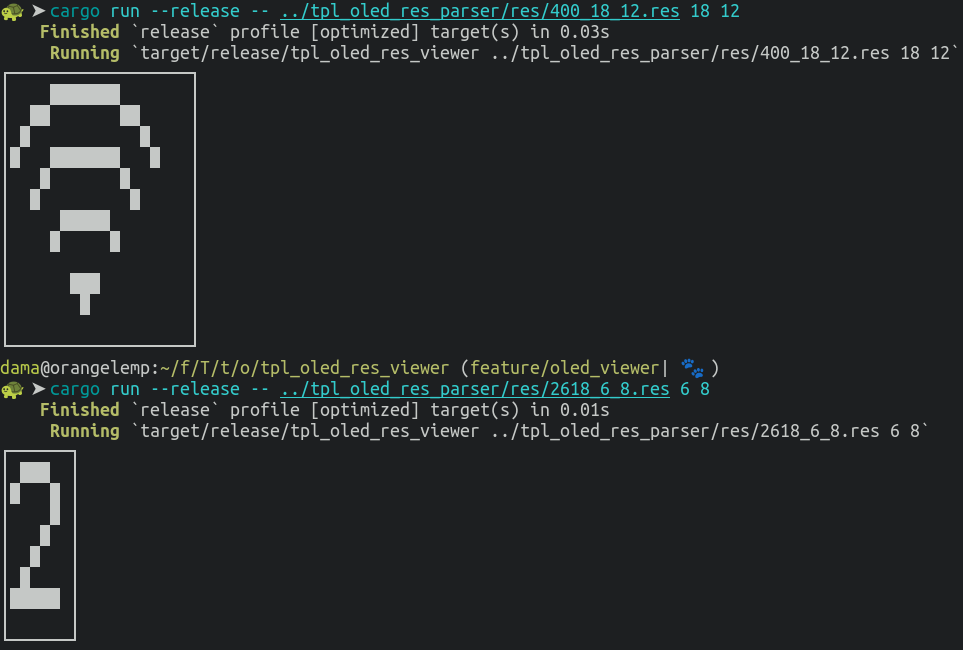 ➤ cargo run --release -- ../tpl_oled_res_parser/res/400_18_12.res 18 12
Finished `release` profile [optimized] target(s) in 0.03s
Running `target/release/tpl_oled_res_viewer ../tpl_oled_res_parser/res/400_18_12.res 18 12`
dama@orangelemp:~/f/T/t/o/tpl_oled_res_viewer (feature/oled_viewer| 🐾 )
🐢 ➤ cargo run --release -- ../tpl_oled_res_parser/res/2618_6_8.res 6 8
Finished `release` profile [optimized] target(s) in 0.01s
Running `target/release/tpl_oled_res_viewer ../tpl_oled_res_parser/res/2618_6_8.res 6 8`
2